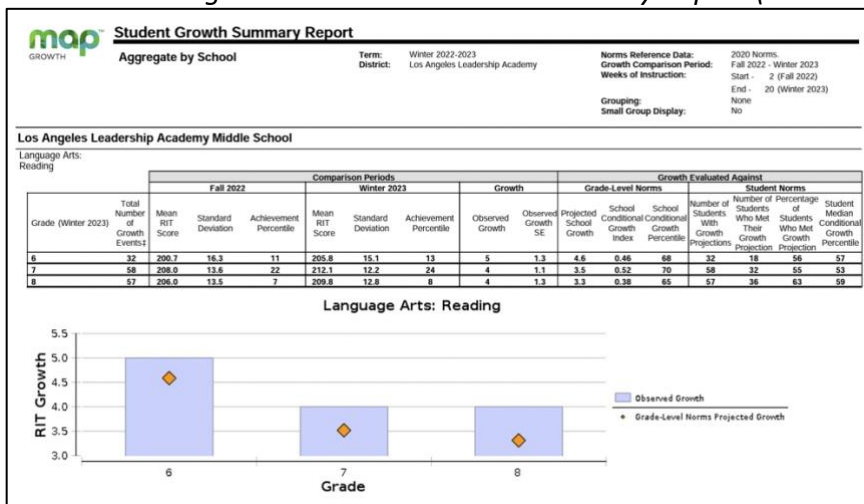 map™
GROWTH
Student Growth Summary Report
Aggregate by School
Term: Winter 2022-2023
District: Los Angeles Leadership Academy
Norms Reference Data: 2020 Norms.
Growth Comparison Period: Fall 2022 - Winter 2023
Weeks of Instruction: Start - 2 (Fall 2022)
End - 20 (Winter 2023)
Grouping: None
Small Group Display: No
Los Angeles Leadership Academy Middle School
Language Arts:
Reading
Comparison Periods Growth Evaluated Against
Fall 2022 Winter 2023 Growth Grade-Level Norms Student Norms
Grade (Winter 2023) Total Number of Growth Events‡ Mean RIT Score Standard Deviation Achievement Percentile Mean RIT Score Standard Deviation Achievement Percentile Observed Growth Observed Growth SE Projected School Growth School Conditional Growth Index School Conditional Growth Percentile Number of Students With Growth Projections Number of Students Who Met Their Growth Projection Percentage of Students Who Met Growth Projection Student Median Conditional Growth Percentile
6 32 200.7 16.3 11 205.8 15.1 13 5 1.3 4.6 0.46 68 32 18 56 57
7 58 208.0 13.6 22 212.1 12.2 24 4 1.1 3.5 0.52 70 58 32 55 53
8 57 206.0 13.5 7 209.8 12.8 8 4 1.3 3.3 0.38 65 57 36 63 59
Language Arts: Reading
RIT Growth
5.5
5.0
4.5
4.0
3.5
3.0
6 7 8
Grade
Observed Growth
Grade-Level Norms Projected Growth